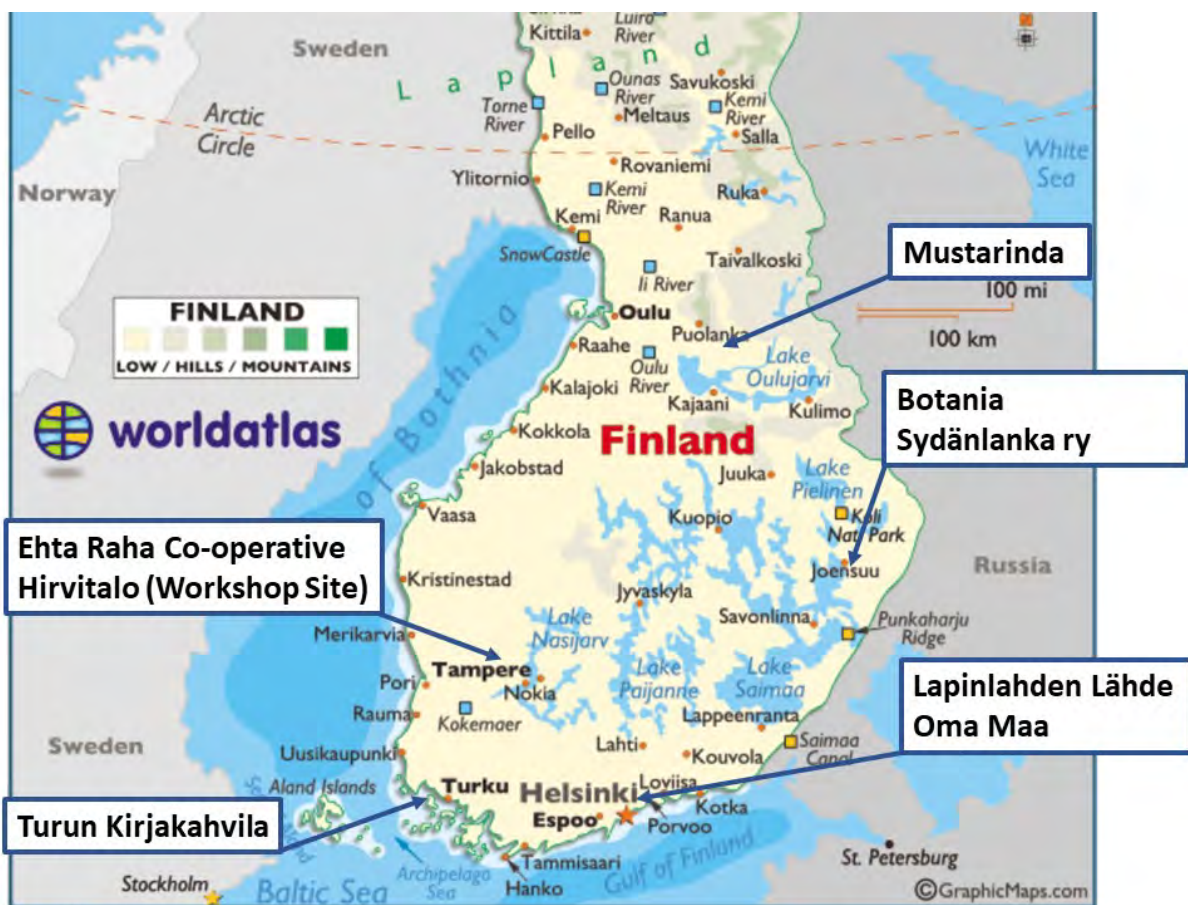 Luiro
River
Kittila
Sweden
Lapland
Ounas
River
Savukoski
Kemi
River
Torne
River
Meltaus
Arctic
Circle
Pello
Salla
White
Sea
Rovaniemi
Norway
Ylitornio
Kemi
River
Ruka
Kemi
Ranua
SnowCastle
Taivalkoski
Mustarinda
Ii River
100 mi
FINLAND
LOW / HILLS / MOUNTAINS
Oulu
Puolanka
100 km
Raahe
Oulu
River
Lake
Oulujarvi
Kalajoki
Kajaani
Kulimo
Botania
Sydänlanka ry
worldatlas
of Bothnia
Kokkola
Finland
Jakobstad
Juuka
Lake
Pielinen
Vaasa
Kuopio
Koli
Nat. Park
Ehta Raha Co-operative
Hirvitalo (Workshop Site)
Joensuu
Russia
Kristinestad
Jyvaskyla
Lake
Nasijarv
Savonlinna
Punkaharju
Ridge
Merikarvia
Tampere
Nokia
Lake
Paijanne
Lake
Saimaa
Lapinlahden Lähde
Oma Maa
Pori
Rauma
Kokemaer
Lappeenranta
Sweden
Uusikaupunki
Lahti
Kouvola
Saimaa
Canal
Aland Islands
Turku
Helsinki
Loviisa
Kotka
Turun Kirjakahvila
Espoo
Porvoo
Tammisaari
Gulf of Finland
St. Petersburg
Archipelago
Sea
Hanko
Stockholm
Baltic Sea
©GraphicMaps.com